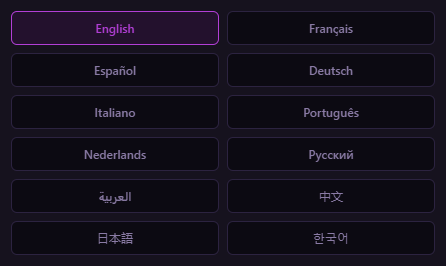 English
Français
Español
Deutsch
Italiano
Português
Nederlands
Русский
العربية
中文
日本語
한국어